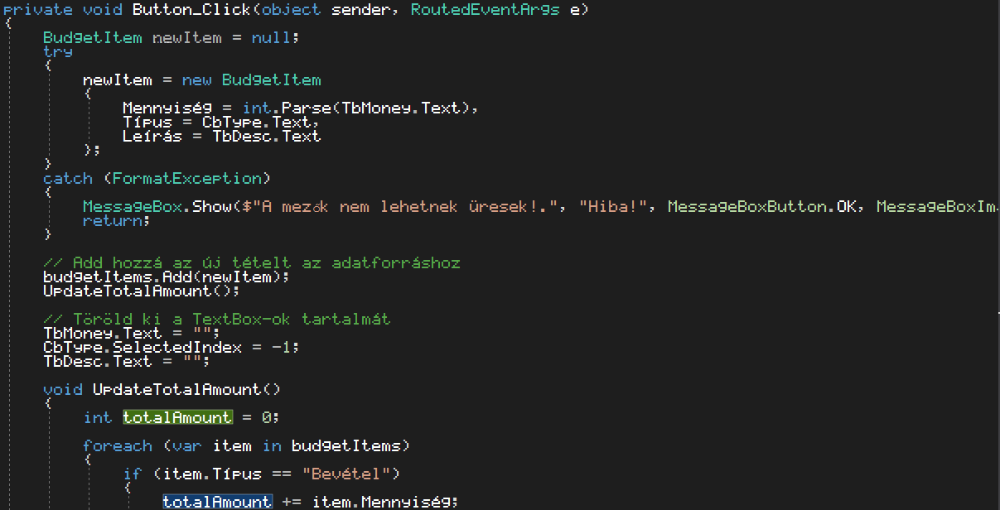 private void Button_Click(object sender, RoutedEventArgs e)
{
BudgetItem newItem = null;
try
{
newItem = new BudgetItem
{
Mennyiség = int.Parse(TbMoney.Text),
Típus = CbType.Text,
Leírás = TbDesc.Text
};
}
catch (FormatException)
{
MessageBox.Show($"A mezők nem lehetnek üresek!.", "Hiba!", MessageBoxButton.OK, MessageBoxIm
return;
}
// Add hozzá az új tételt az adatforráshoz
budgetItems.Add(newItem);
UpdateTotalAmount();
// Töröld ki a TextBox-ok tartalmát
TbMoney.Text = "";
CbType.SelectedIndex = -1;
TbDesc.Text = "";
void UpdateTotalAmount()
{
int totalAmount = 0;
foreach (var item in budgetItems)
{
if (item.Típus == "Bevétel")
{
totalAmount += item.Mennyiség;